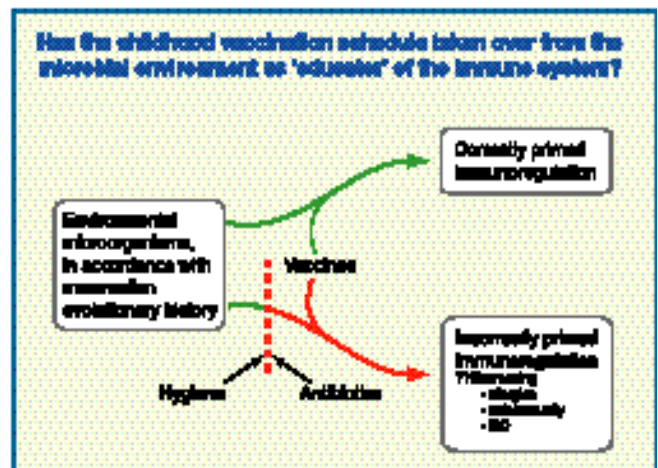 Has the childhood vaccination schedule taken over from the
microbial environment as 'educator' of the immune system?
Correctly primed
immunoregulation
Environmental
microorganisms,
in accordance with
mammalian
evolutionary history
Vaccines
Hygiene
Antibiotics
Incorrectly primed
immunoregulation
• allergies
• autoimmunity